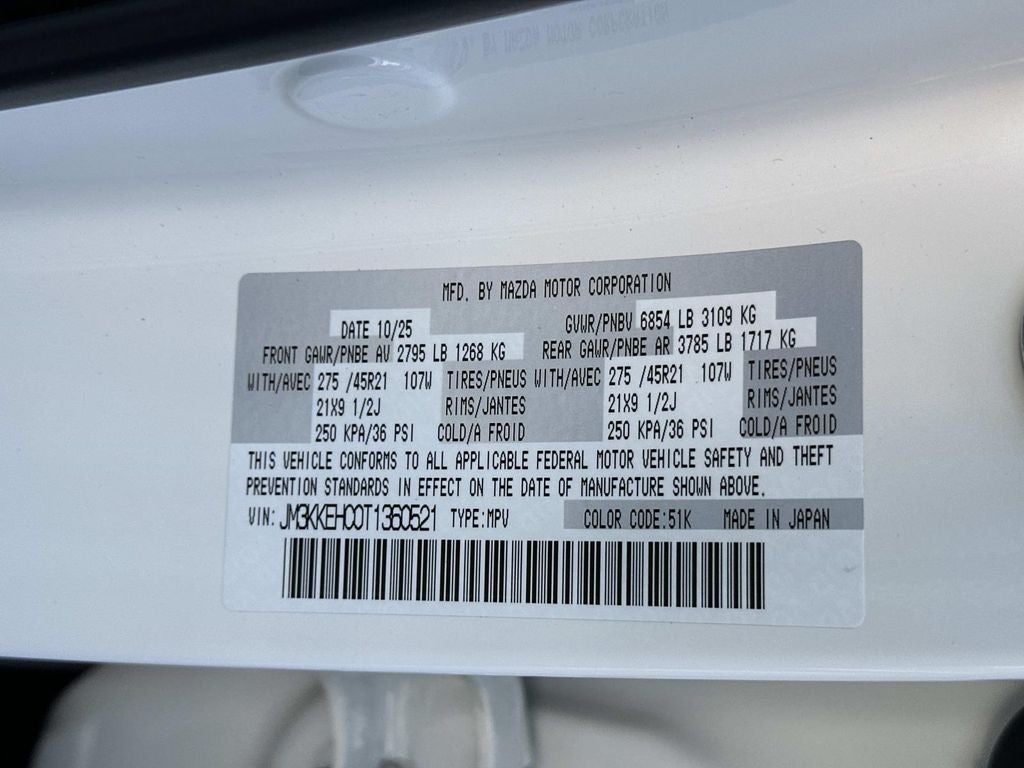 MFD. BY MAZDA MOTOR CORPORATION
DATE 10/25 GVWR/PNBV 6854 LB 3109 KG
FRONT GAWR/PNBE AV 2795 LB 1268 KG REAR GAWR/PNBE AR 3785 LB 1717 KG
WITH/AVEC 275 /45R21 107W TIRES/PNEUS WITH/AVEC 275 /45R21 107W TIRES/PNEUS
21X9 1/2J RIMS/JANTES 21X9 1/2J RIMS/JANTES
250 KPA/36 PSI COLD/A FROID 250 KPA/36 PSI COLD/A FROID
THIS VEHICLE CONFORMS TO ALL APPLICABLE FEDERAL MOTOR VEHICLE SAFETY AND THEFT
PREVENTION STANDARDS IN EFFECT ON THE DATE OF MANUFACTURE SHOWN ABOVE.
VIN: JM3KKEHC0T1360521 TYPE:MPV COLOR CODE:51K MADE IN JAPAN